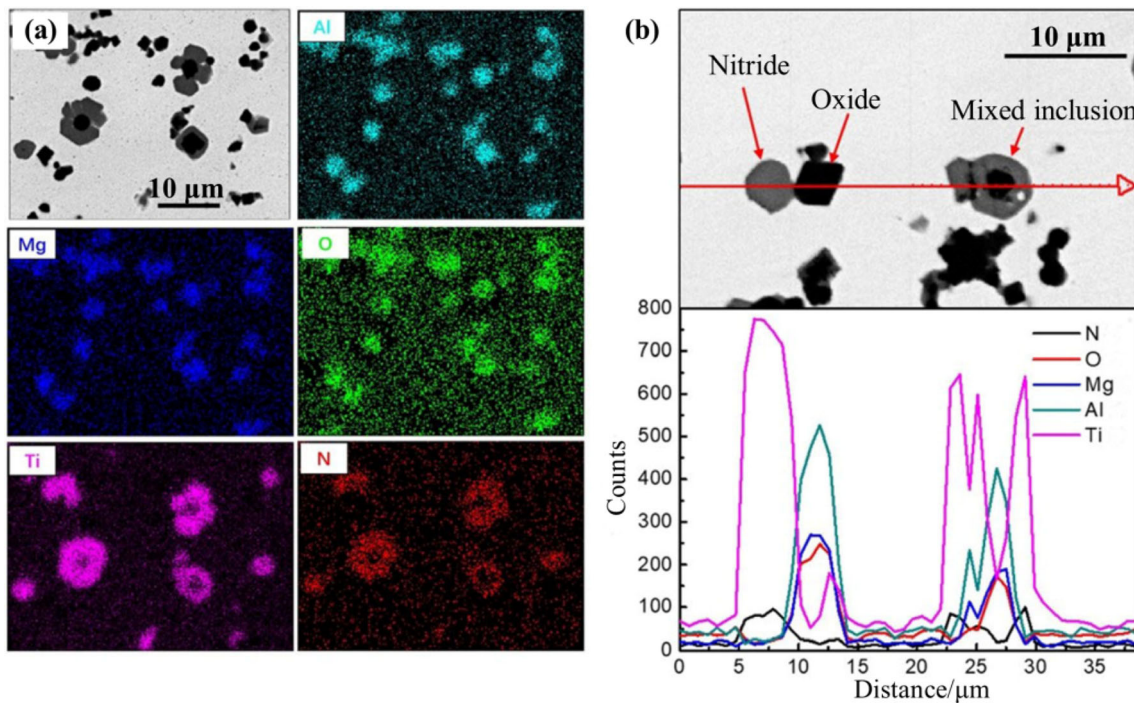 (a)
10 μm
Al
Mg
O
Ti
N
(b)
10 μm
Nitride
Oxide
Mixed inclusion
800
700
600
500
400
300
200
100
0
Counts
N
O
Mg
Al
Ti
0 5 10 15 20 25 30 35
Distance/μm